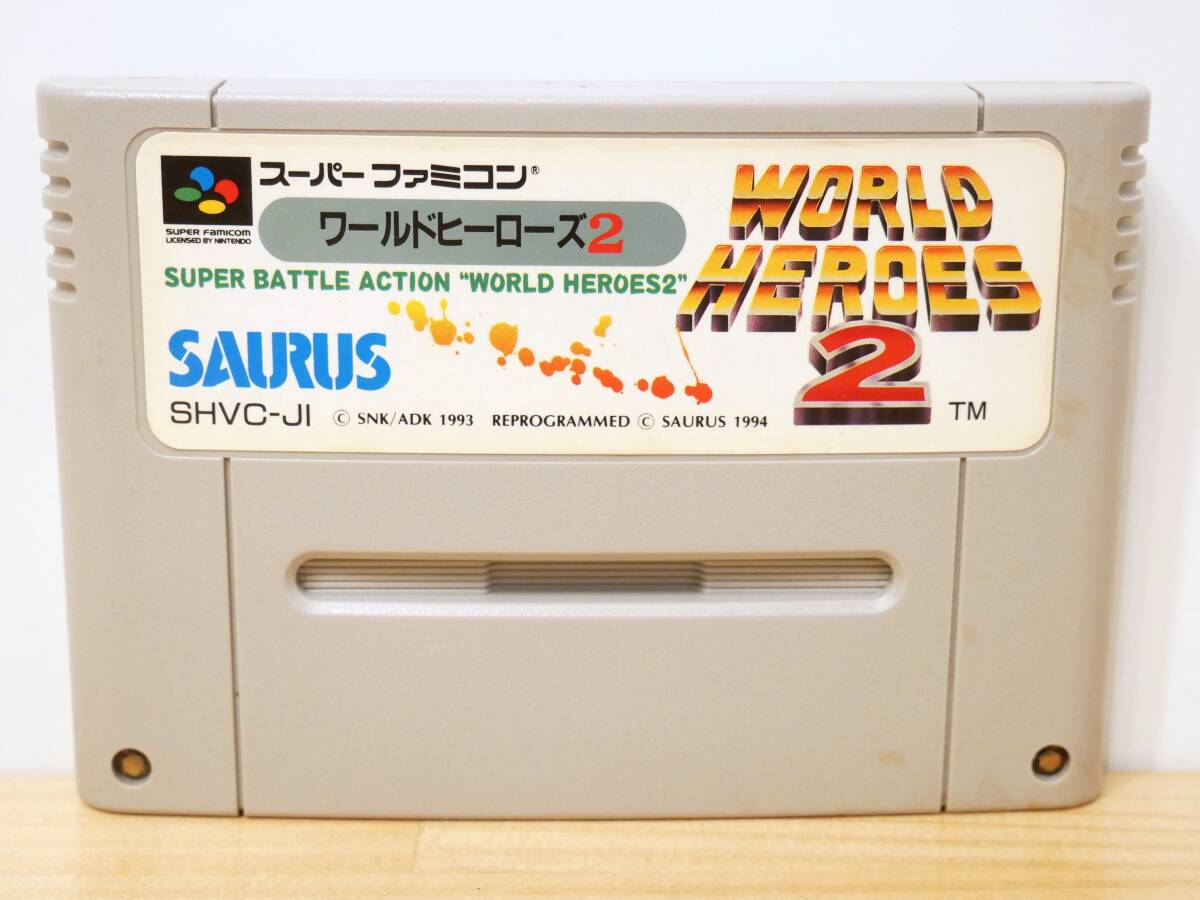 スーパーファミコン®
SUPER FAMICOM
LICENSED BY NINTENDO
ワールドヒーローズ2
SUPER BATTLE ACTION "WORLD HEROES2"
WORLD
HEROES
2
TM
SAURUS
SHVC-JI
© SNK/ADK 1993 REPROGRAMMED © SAURUS 1994